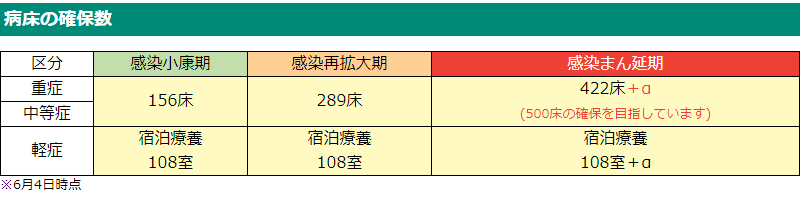 病床の確保数
区分 感染小康期 感染再拡大期 感染まん延期
重症 156床 289床 422床＋α
中等症 (500床の確保を目指しています)
軽症 宿泊療養 宿泊療養 宿泊療養
108室 108室 108室＋α
※6月4日時点